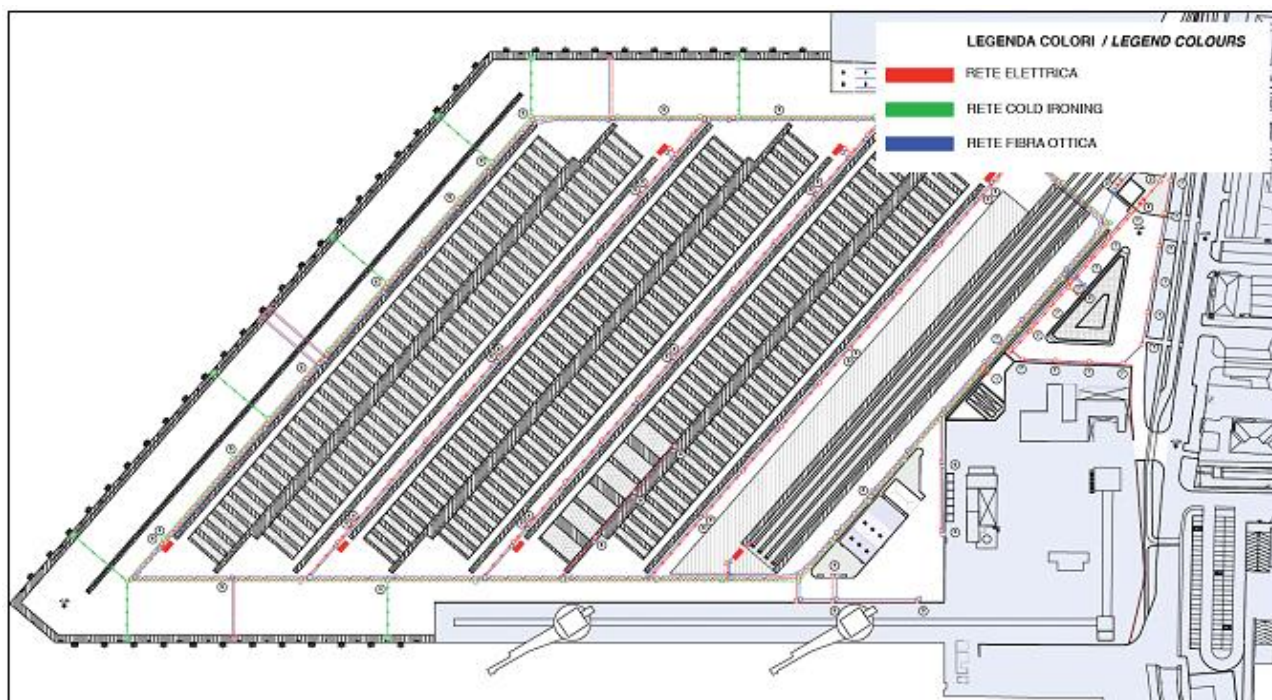 LEGENDA COLORI / LEGEND COLOURS
RETE ELETTRICA
RETE COLD IRONING
RETE FIBRA OTTICA